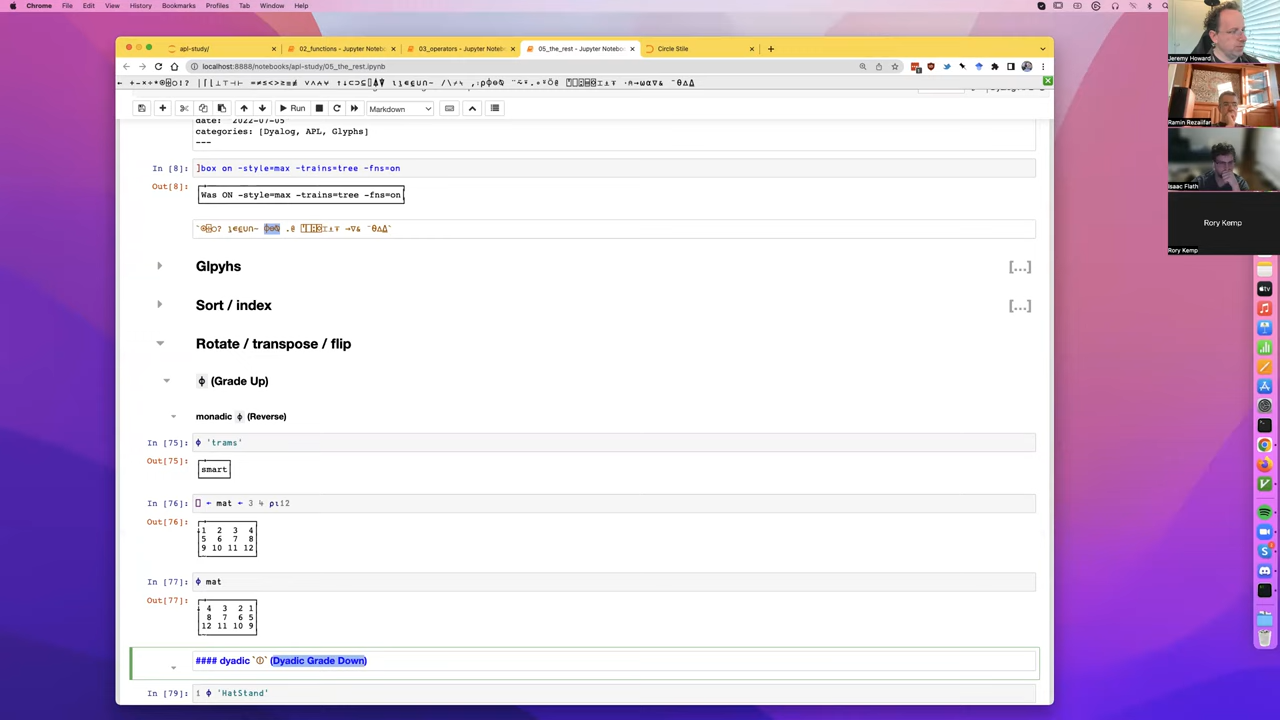 Chrome File Edit View History Bookmarks Profiles Tab Window Help
apl-study/ 02_functions - Jupyter Notebo 03_operators - Jupyter Notebo 05_the_rest - Jupyter Noteboo Circle Stile
localhost:8888/notebooks/apl-study/05_the_rest.ipynb
Run Markdown
date: 2022-07-05
categories: [Dyalog, APL, Glyphs]
---
In [8]: ]box on -style=max -trains=tree -fns=on
Out[8]: Was ON -style=max -trains=tree -fns=on
Glpyhs [...]
Sort / index [...]
Rotate / transpose / flip
⌽ (Grade Up)
monadic ⌽ (Reverse)
In [75]: ⌽ 'trams'
Out[75]: smart
In [76]: ⎕ ← mat ← 3 4 ⍴⍳12
Out[76]: 1 2 3 4
5 6 7 8
9 10 11 12
In [77]: ⌽ mat
Out[77]: 4 3 2 1
8 7 6 5
12 11 10 9
#### dyadic `⌽` (Dyadic Grade Down)
In [79]: 1 ⌽ 'HatStand'
Jeremy Howard
Ramin Rezaiifar
Isaac Flath
Rory Kemp
Rory Kemp